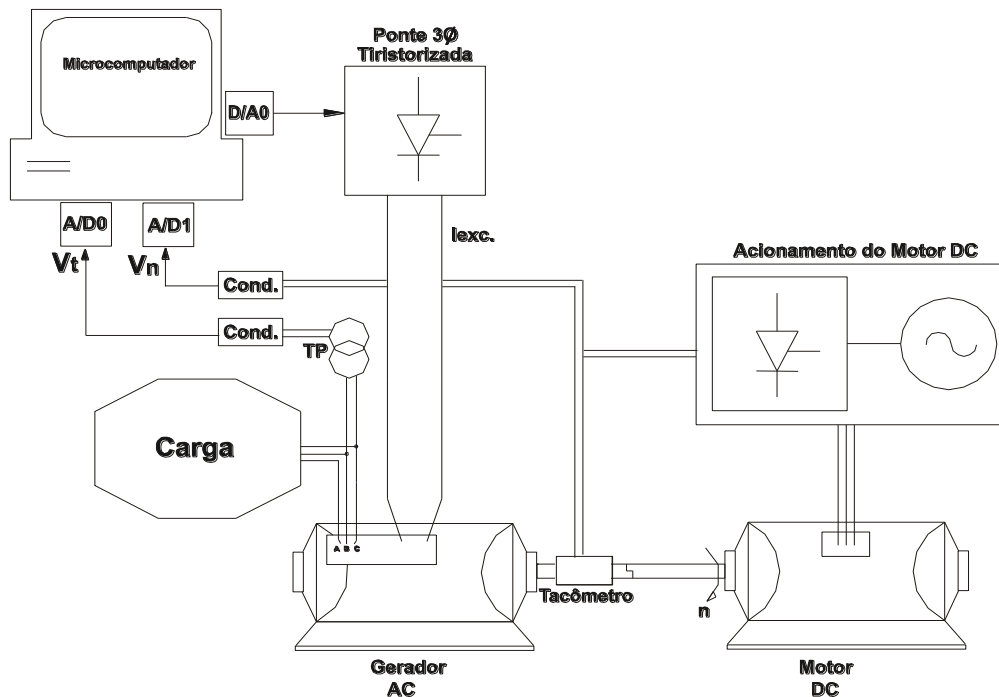 Ponte 3Ø
Tiristorizada
Microcomputador
D/A0
A/D0
A/D1
Iexc.
Vt
Vn
Acionamento do Motor DC
Cond.
Cond.
TP
Carga
A B C
Tacômetro
n
Gerador
AC
Motor
DC